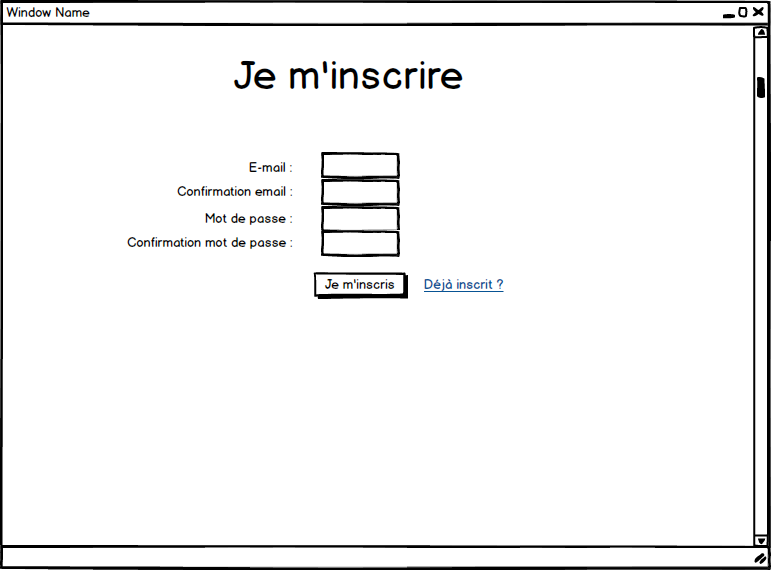 Window Name
Je m'inscrire
E-mail :
Confirmation email :
Mot de passe :
Confirmation mot de passe :
Je m'inscris Déjà inscrit ?